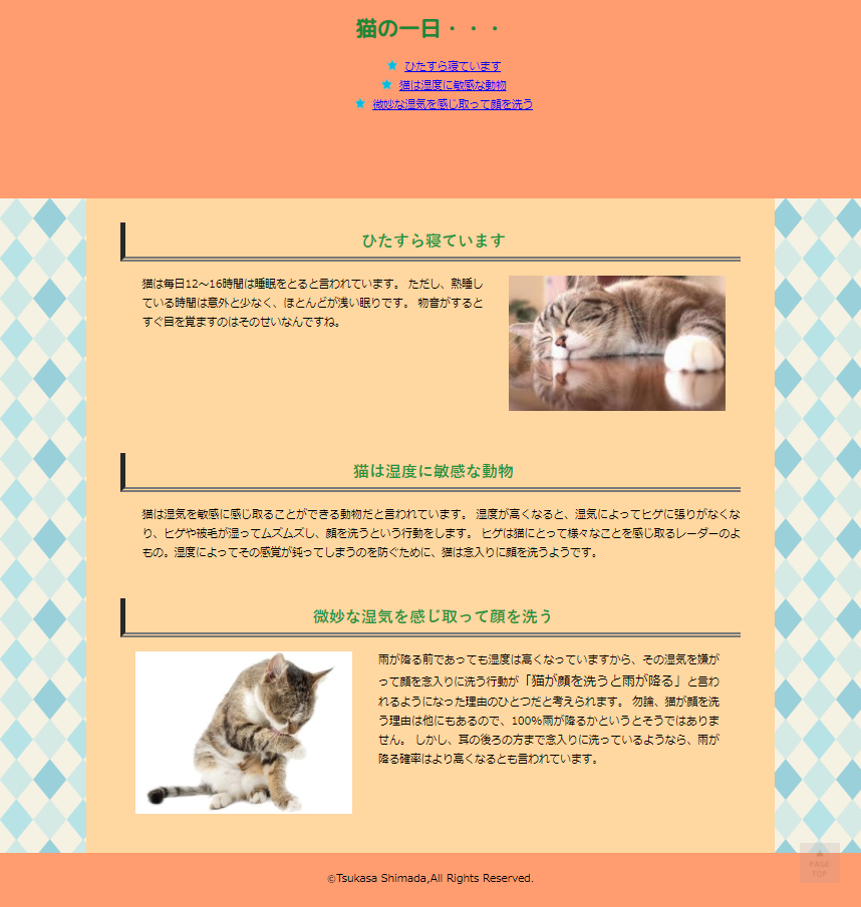 猫の一日・・・
ひたすら寝ています
猫は湿度に敏感な動物
微妙な湿気を感じ取って顔を洗う
ひたすら寝ています
猫は毎日12～16時間は睡眠をとると言われています。 ただし、熟睡し
ている時間は意外と少なく、ほとんどが浅い眠りです。 物音がすると
すぐ目を覚ますのはそのせいなんですね。
猫は湿度に敏感な動物
猫は湿気を敏感に感じ取ることができる動物だと言われています。 湿度が高くなると、湿気によってヒゲに張りがなくな
り、ヒゲや被毛が湿ってムズムズし、顔を洗うという行動をします。 ヒゲは猫にとって様々なことを感じ取るレーダーのよ
もの。湿度によってその感覚が鈍ってしまうのを防ぐために、猫は念入りに顔を洗うようです。
微妙な湿気を感じ取って顔を洗う
雨が降る前であっても湿度は高くなっていますから、その湿気を嫌が
って顔を念入りに洗う行動が「猫が顔を洗うと雨が降る」と言わ
れるようになった理由のひとつだと考えられます。 勿論、猫が顔を洗
う理由は他にもあるので、100%雨が降るかというとそうではありま
せん。 しかし、耳の後ろの方まで念入りに洗っているようなら、雨が
降る確率はより高くなるとも言われています。
PAGE
TOP
©Tsukasa Shimada,All Rights Reserved.